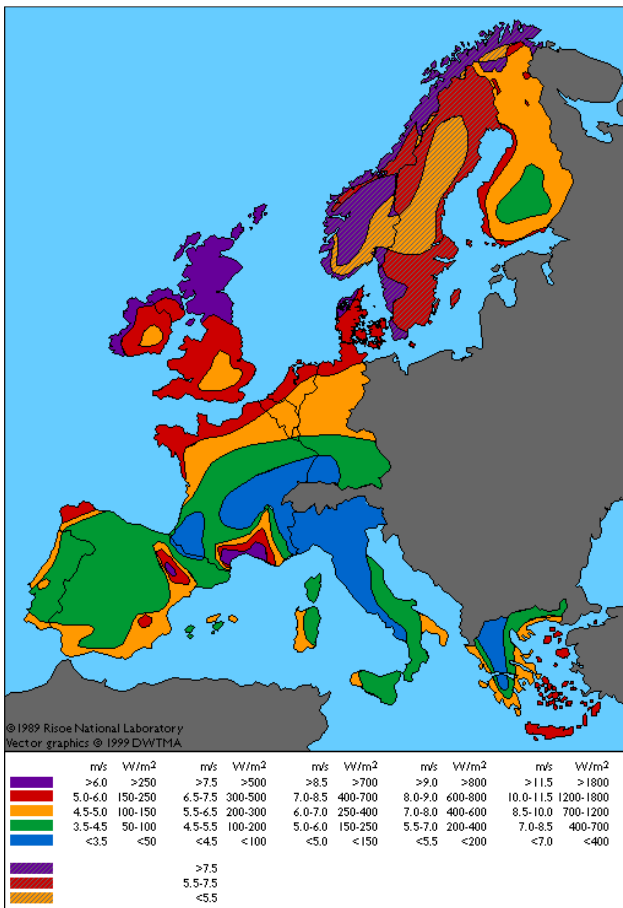 ©1989 Risoe National Laboratory
Vector graphics © 1999 DWTMA
m/s W/m² m/s W/m² m/s W/m² m/s W/m² m/s W/m²
>6.0 >250 >7.5 >500 >8.5 >700 >9.0 >800 >11.5 >1800
5.0-6.0 150-250 6.5-7.5 300-500 7.0-8.5 400-700 8.0-9.0 600-800 10.0-11.5 1200-1800
4.5-5.0 100-150 5.5-6.5 200-300 6.0-7.0 250-400 7.0-8.0 400-600 8.5-10.0 700-1200
3.5-4.5 50-100 4.5-5.5 100-200 5.0-6.0 150-250 5.5-7.0 200-400 7.0-8.5 400-700
<3.5 <50 <4.5 <100 <5.0 <150 <5.5 <200 <7.0 <400
>7.5
5.5-7.5
<5.5